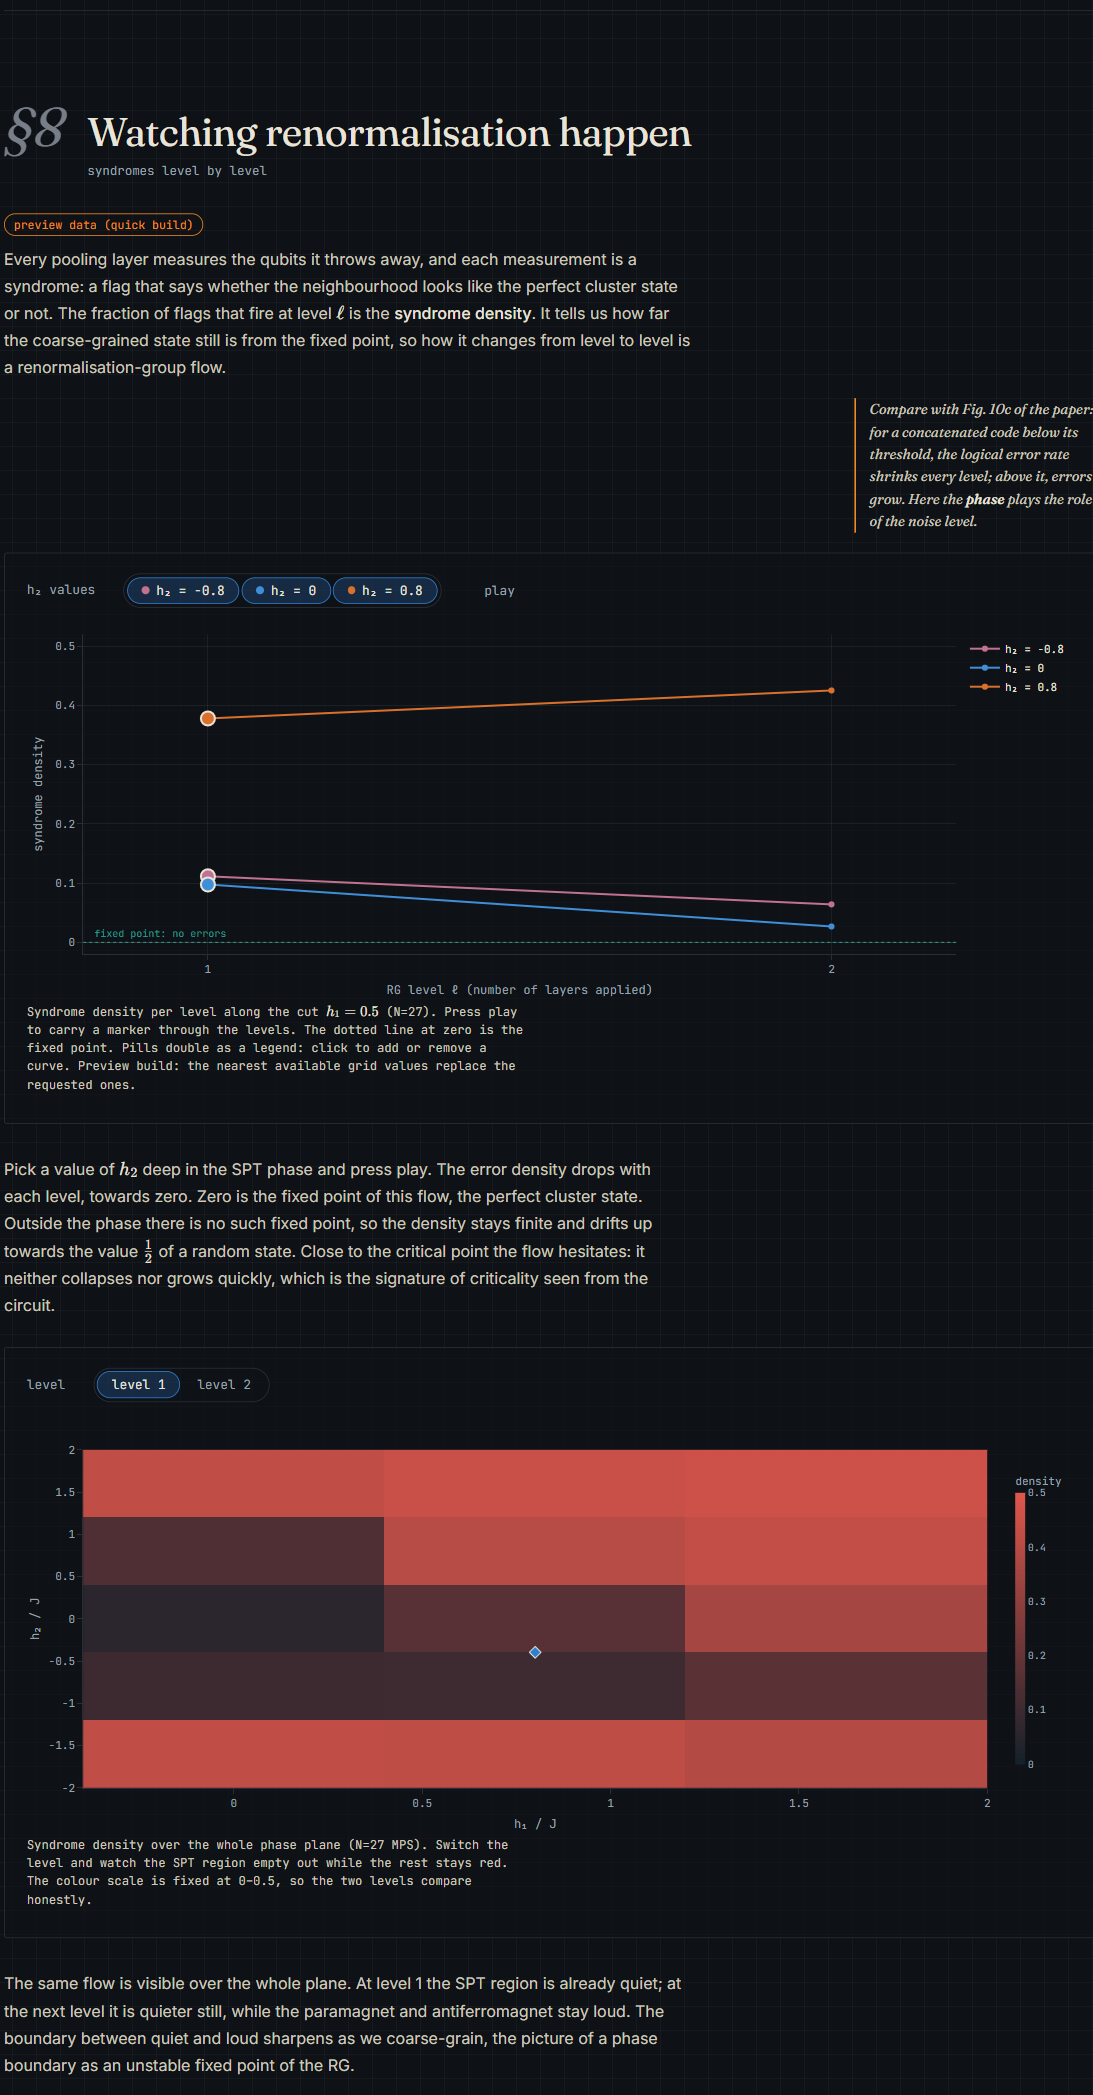 §8 Watching renormalisation happen
syndromes level by level
preview data (quick build)
Every pooling layer measures the qubits it throws away, and each measurement is a
syndrome: a flag that says whether the neighbourhood looks like the perfect cluster state
or not. The fraction of flags that fire at level ℓ is the syndrome density. It tells us how far
the coarse-grained state still is from the fixed point, so how it changes from level to level is
a renormalisation-group flow.
Compare with Fig. 10c of the paper:
for a concatenated code below its
threshold, the logical error rate
shrinks every level; above it, errors
grow. Here the phase plays the role
of the noise level.
h₂ values
h₂ = -0.8
h₂ = 0
h₂ = 0.8
play
0.5
0.4
0.3
0.2
0.1
0
syndrome density
fixed point: no errors
h₂ = -0.8
h₂ = 0
h₂ = 0.8
1
2
RG level ℓ (number of layers applied)
Syndrome density per level along the cut h₁ = 0.5 (N=27). Press play
to carry a marker through the levels. The dotted line at zero is the
fixed point. Pills double as a legend: click to add or remove a
curve. Preview build: the nearest available grid values replace the
requested ones.
Pick a value of h₂ deep in the SPT phase and press play. The error density drops with
each level, towards zero. Zero is the fixed point of this flow, the perfect cluster state.
Outside the phase there is no such fixed point, so the density stays finite and drifts up
towards the value 1/2 of a random state. Close to the critical point the flow hesitates: it
neither collapses nor grows quickly, which is the signature of criticality seen from the
circuit.
level
level 1
level 2
2
1.5
1
0.5
0
-0.5
-1
-1.5
-2
h₂ / J
0
0.5
1
1.5
2
h₁ / J
density
0.5
0.4
0.3
0.2
0.1
0
Syndrome density over the whole phase plane (N=27 MPS). Switch the
level and watch the SPT region empty out while the rest stays red.
The colour scale is fixed at 0–0.5, so the two levels compare
honestly.
The same flow is visible over the whole plane. At level 1 the SPT region is already quiet; at
the next level it is quieter still, while the paramagnet and antiferromagnet stay loud. The
boundary between quiet and loud sharpens as we coarse-grain, the picture of a phase
boundary as an unstable fixed point of the RG.